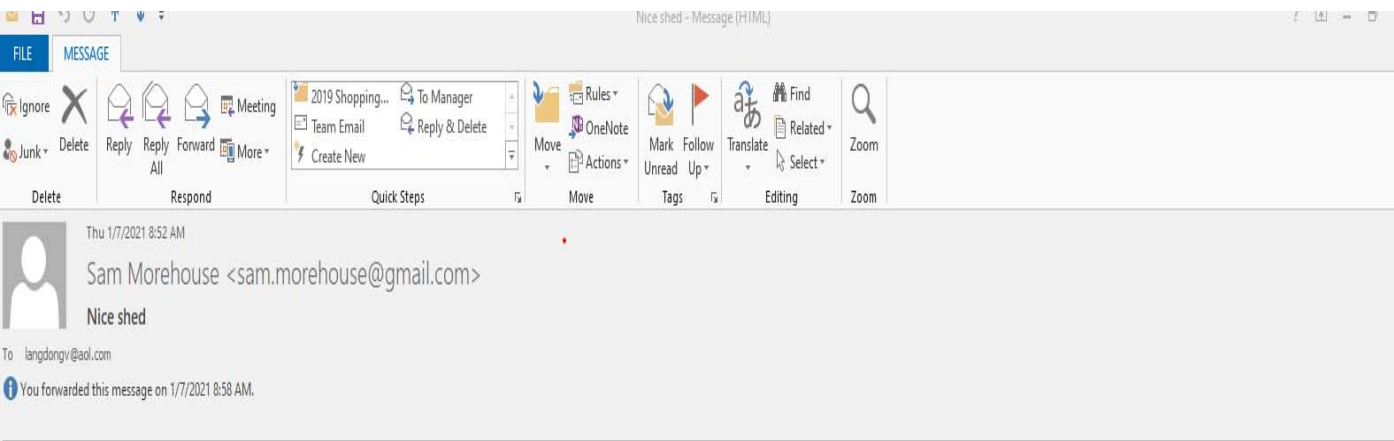 Nice shed - Message (HTML)
?
FILE MESSAGE
Ignore
Junk
Delete
Reply
Reply All
Forward
Meeting
More
2019 Shopping...
Team Email
Create New
To Manager
Reply & Delete
Move
Rules
OneNote
Actions
Mark Unread
Follow Up
Translate
Find
Related
Select
Zoom
Delete Respond Quick Steps Move Tags Editing Zoom
Thu 1/7/2021 8:52 AM
Sam Morehouse <sam.morehouse@gmail.com>
Nice shed
To langdongv@aol.com
You forwarded this message on 1/7/2021 8:58 AM.